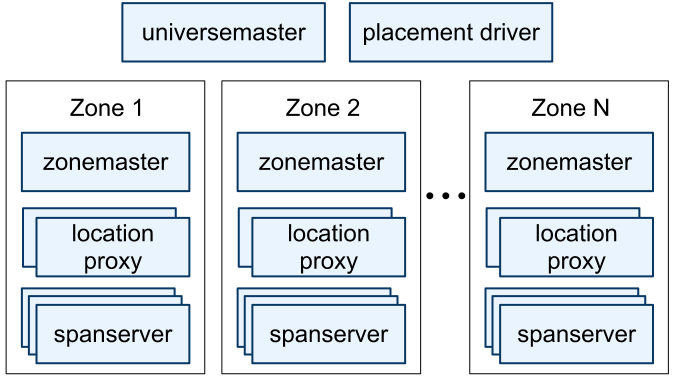 universemaster
placement driver
Zone 1
zonemaster
location
proxy
spanserver
Zone 2
zonemaster
location
proxy
spanserver
...
Zone N
zonemaster
location
proxy
spanserver